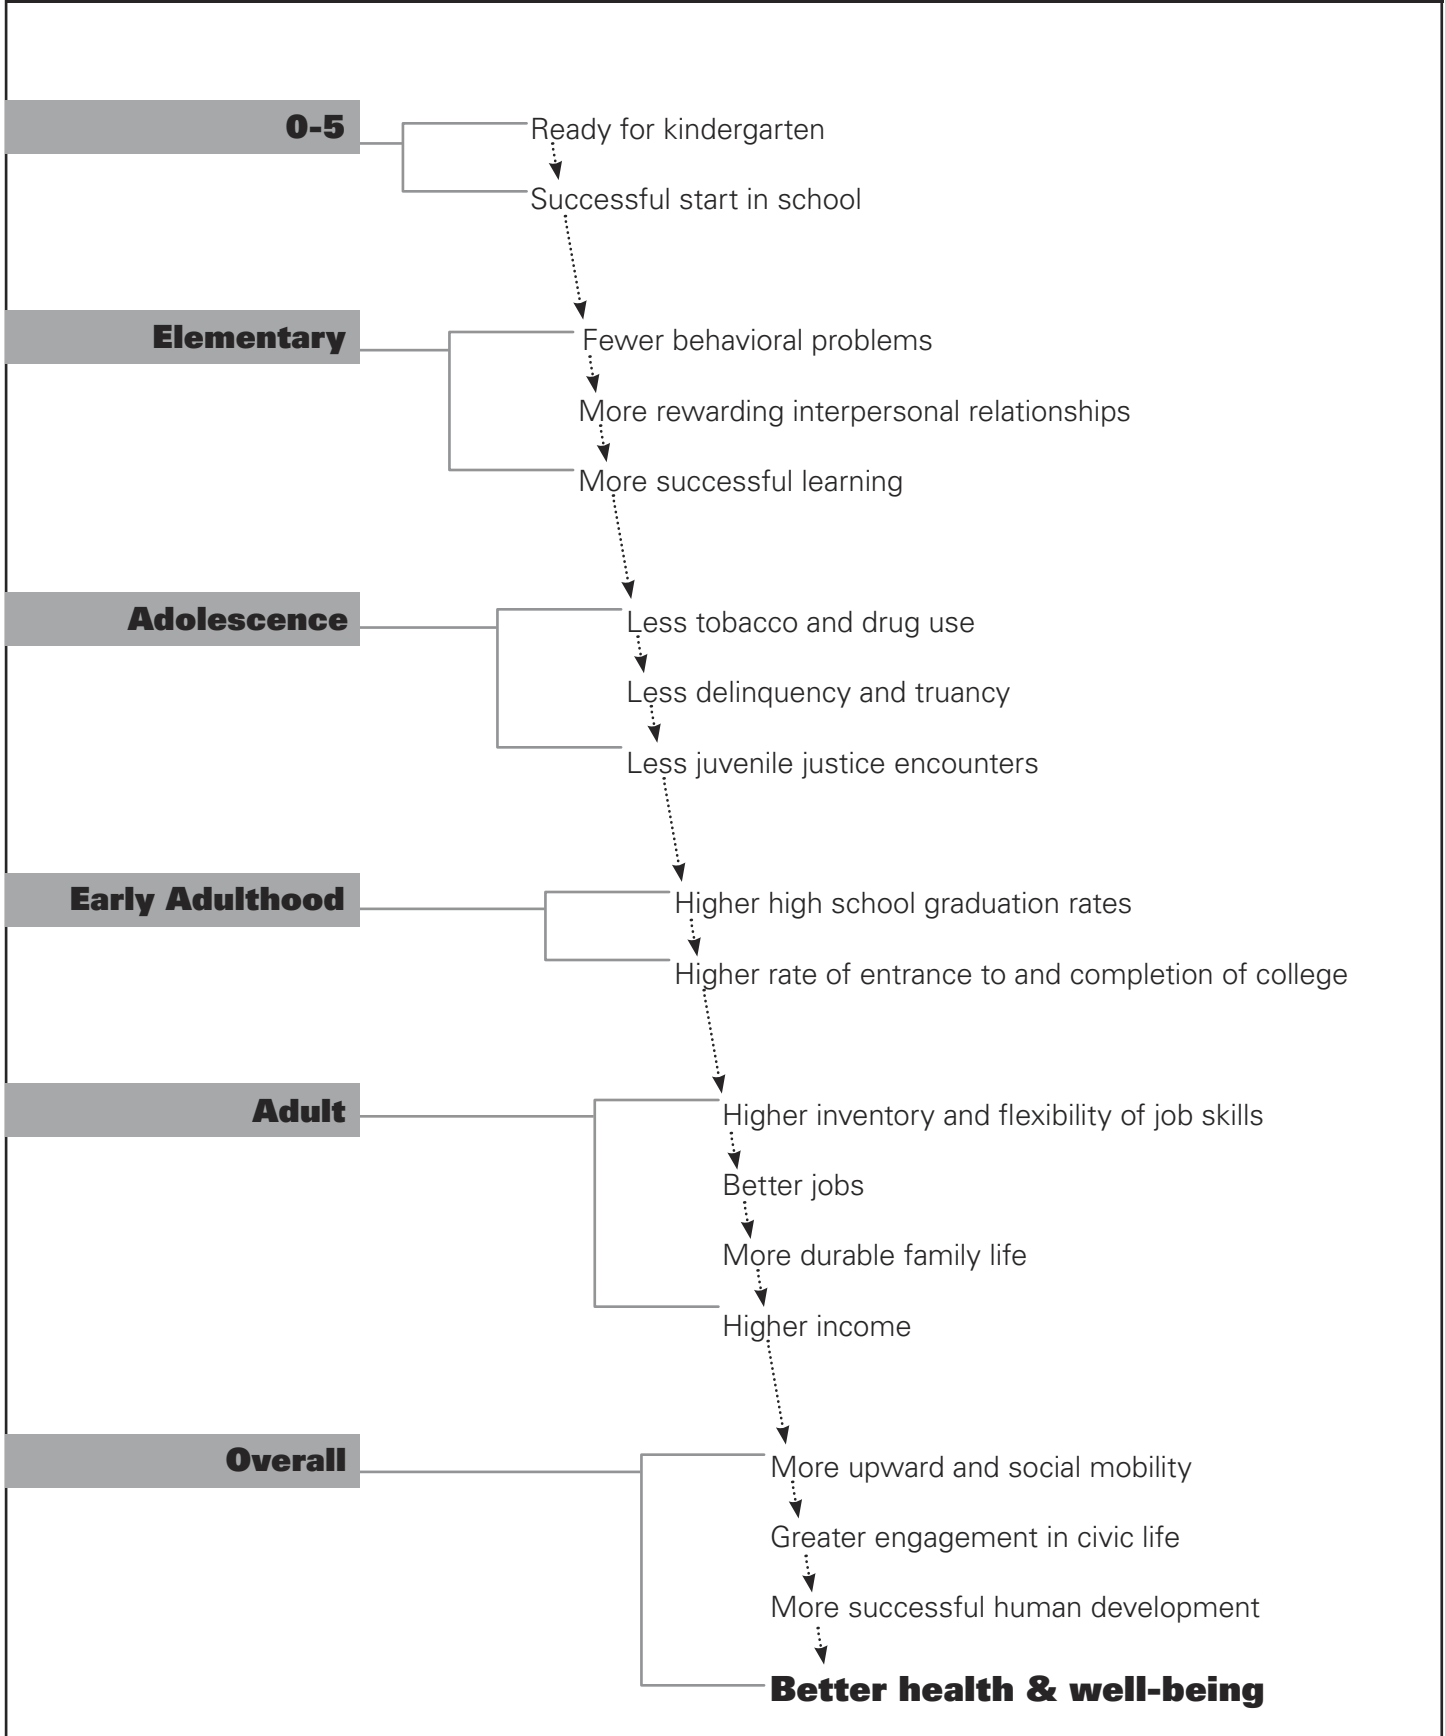 0-5
Ready for kindergarten
Successful start in school
Elementary
Fewer behavioral problems
More rewarding interpersonal relationships
More successful learning
Adolescence
Less tobacco and drug use
Less delinquency and truancy
Less juvenile justice encounters
Early Adulthood
Higher high school graduation rates
Higher rate of entrance to and completion of college
Adult
Higher inventory and flexibility of job skills
Better jobs
More durable family life
Higher income
Overall
More upward and social mobility
Greater engagement in civic life
More successful human development
Better health & well-being